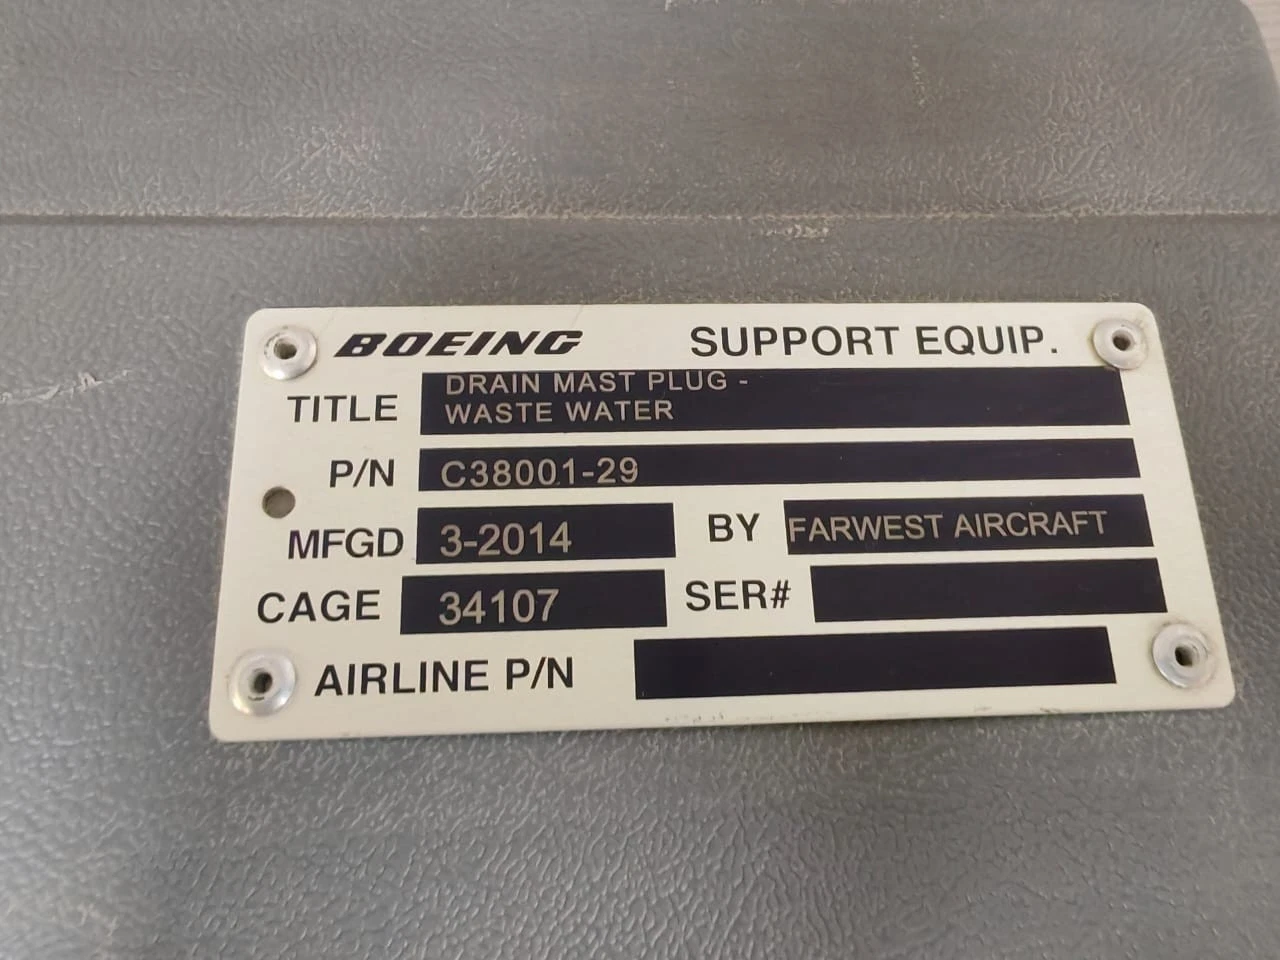 BOEING SUPPORT EQUIP.
TITLE DRAIN MAST PLUG -
WASTE WATER
P/N C38001-29
MFGD 3-2014 BY FARWEST AIRCRAFT
CAGE 34107 SER#
AIRLINE P/N